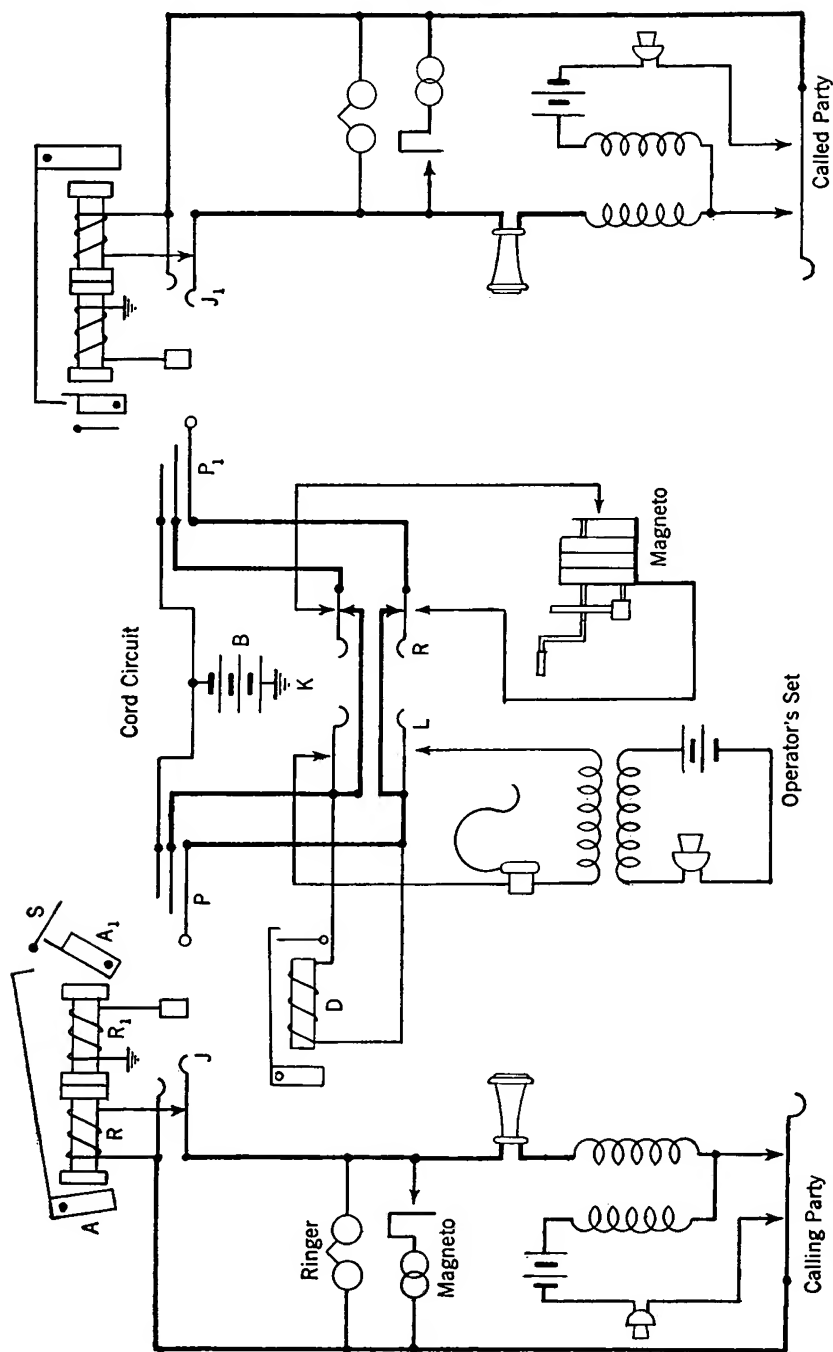 S
A₁
A
R
R₁
Cord Circuit
J
P
P₁
J₁
B
K
Ringer
D
L
R
Magneto
Magneto
Operator's Set
Calling Party
Called Party